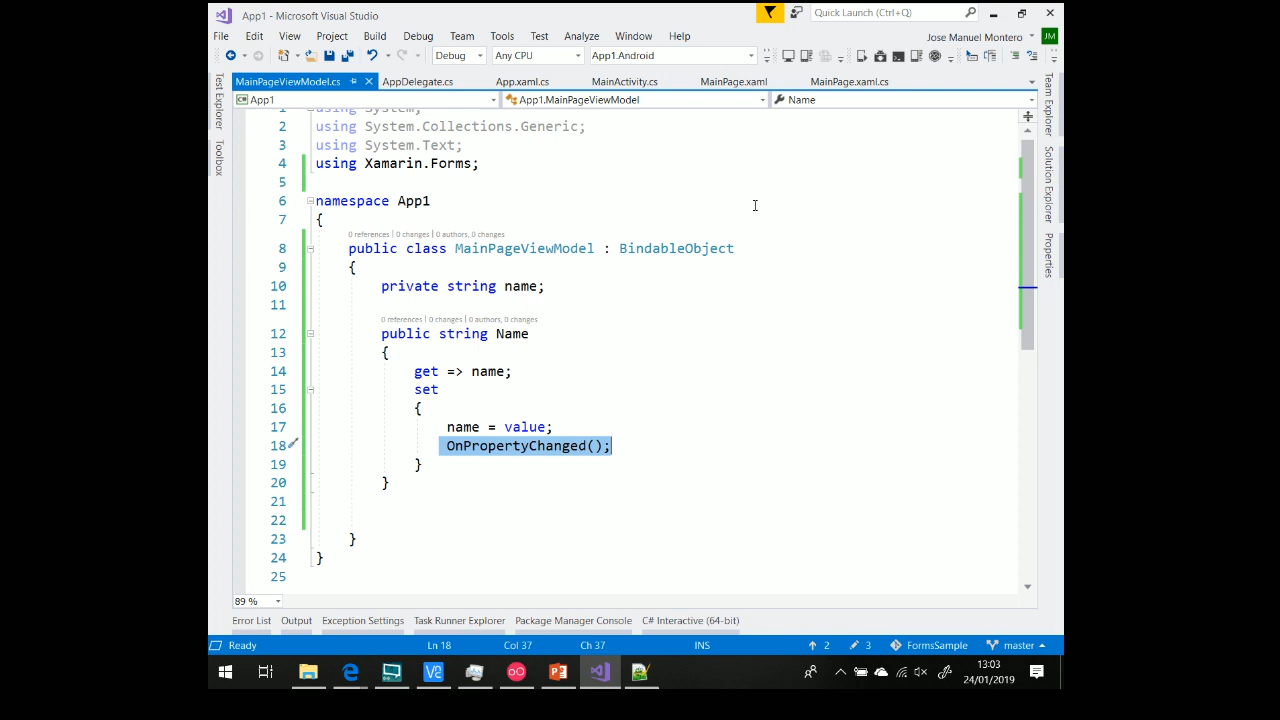 App1 - Microsoft Visual Studio
Quick Launch (Ctrl+Q)
File Edit View Project Build Debug Team Tools Test Analyze Window Help
Jose Manuel Montero JM
Debug Any CPU App1.Android
MainPageViewModel.cs AppDelegate.cs App.xaml.cs MainActivity.cs MainPage.xaml MainPage.xaml.cs
App1 App1.MainPageViewModel Name
Test Explorer
Toolbox
Team Explorer
Solution Explorer
Properties
1 using System;
2 using System.Collections.Generic;
3 using System.Text;
4 using Xamarin.Forms;
5
6 namespace App1
7 {
0 references | 0 changes | 0 authors, 0 changes
8 public class MainPageViewModel : BindableObject
9 {
10 private string name;
11
0 references | 0 changes | 0 authors, 0 changes
12 public string Name
13 {
14 get => name;
15 set
16 {
17 name = value;
18 OnPropertyChanged();
19 }
20 }
21
22
23 }
24 }
25
89 %
Error List Output Exception Settings Task Runner Explorer Package Manager Console C# Interactive (64-bit)
Ready Ln 18 Col 37 Ch 37 INS 2 3 FormsSample master
13:03
24/01/2019